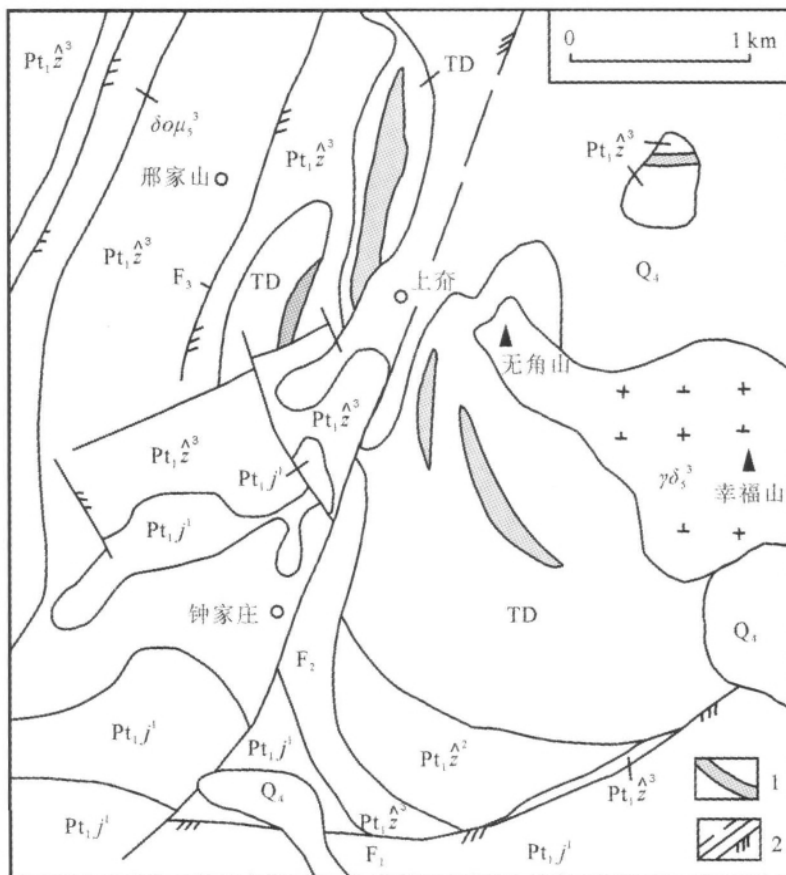 0 1 km
Pt₁ẑ³
TD
δομ₅³
Pt₁ẑ³
Pt₁ẑ³
邢家山
Pt₁ẑ³
Q₄
F₃
TD
上夼
无角山
Pt₁ẑ³
Pt₁ẑ³
Pt₁j¹
γδ₅³
幸福山
Pt₁j¹
钟家庄
TD
Q₄
F₂
Pt₁j¹
Pt₁j¹
Pt₁ẑ²
Pt₁ẑ³
1
Q₄
Pt₁j¹
Pt₁ẑ³
F₁
Pt₁j¹
2